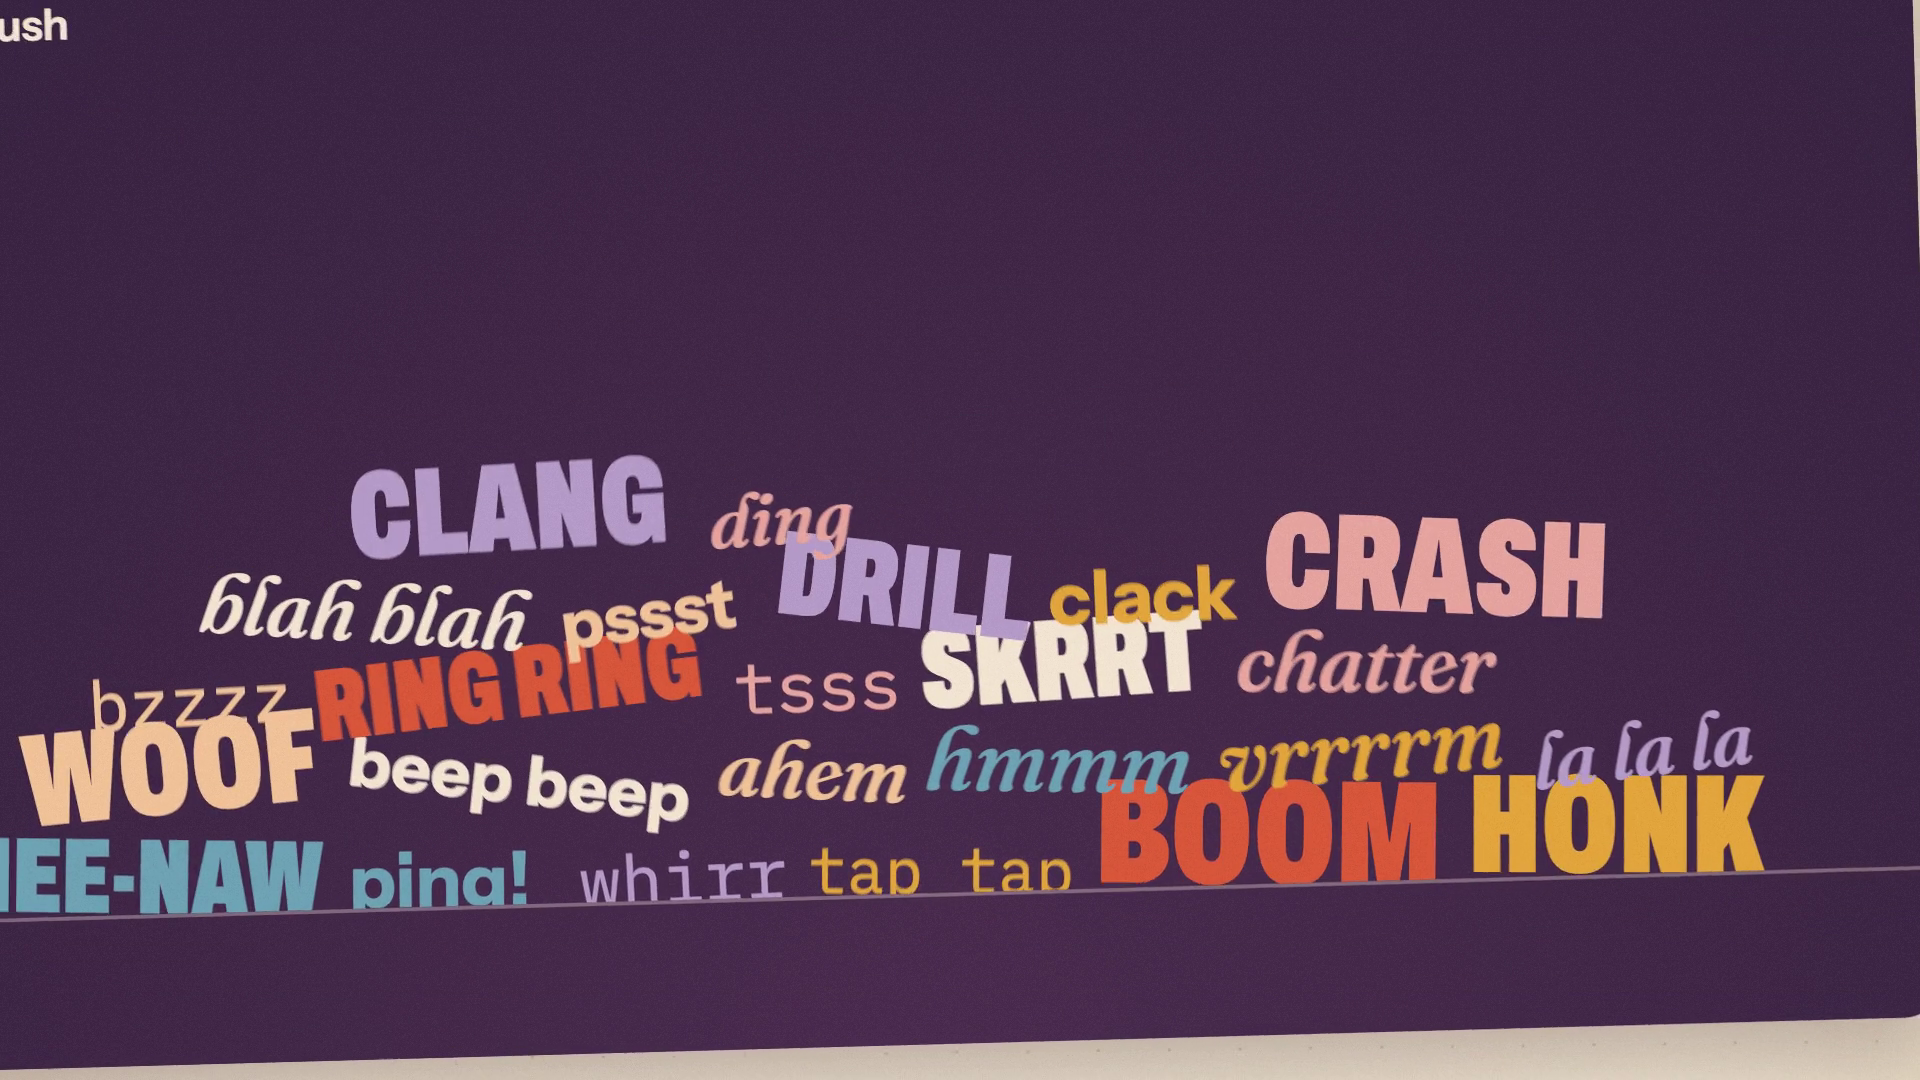 ush
CLANG
ding
DRILL
clack
CRASH
blah blah
pssst
SKRRT
chatter
bzzzz
RING RING
tsss
WOOF
beep beep
ahem
hmmm
vrrrrm
la la la
EE-NAW
ping!
whirr
tap tap
BOOM
HONK